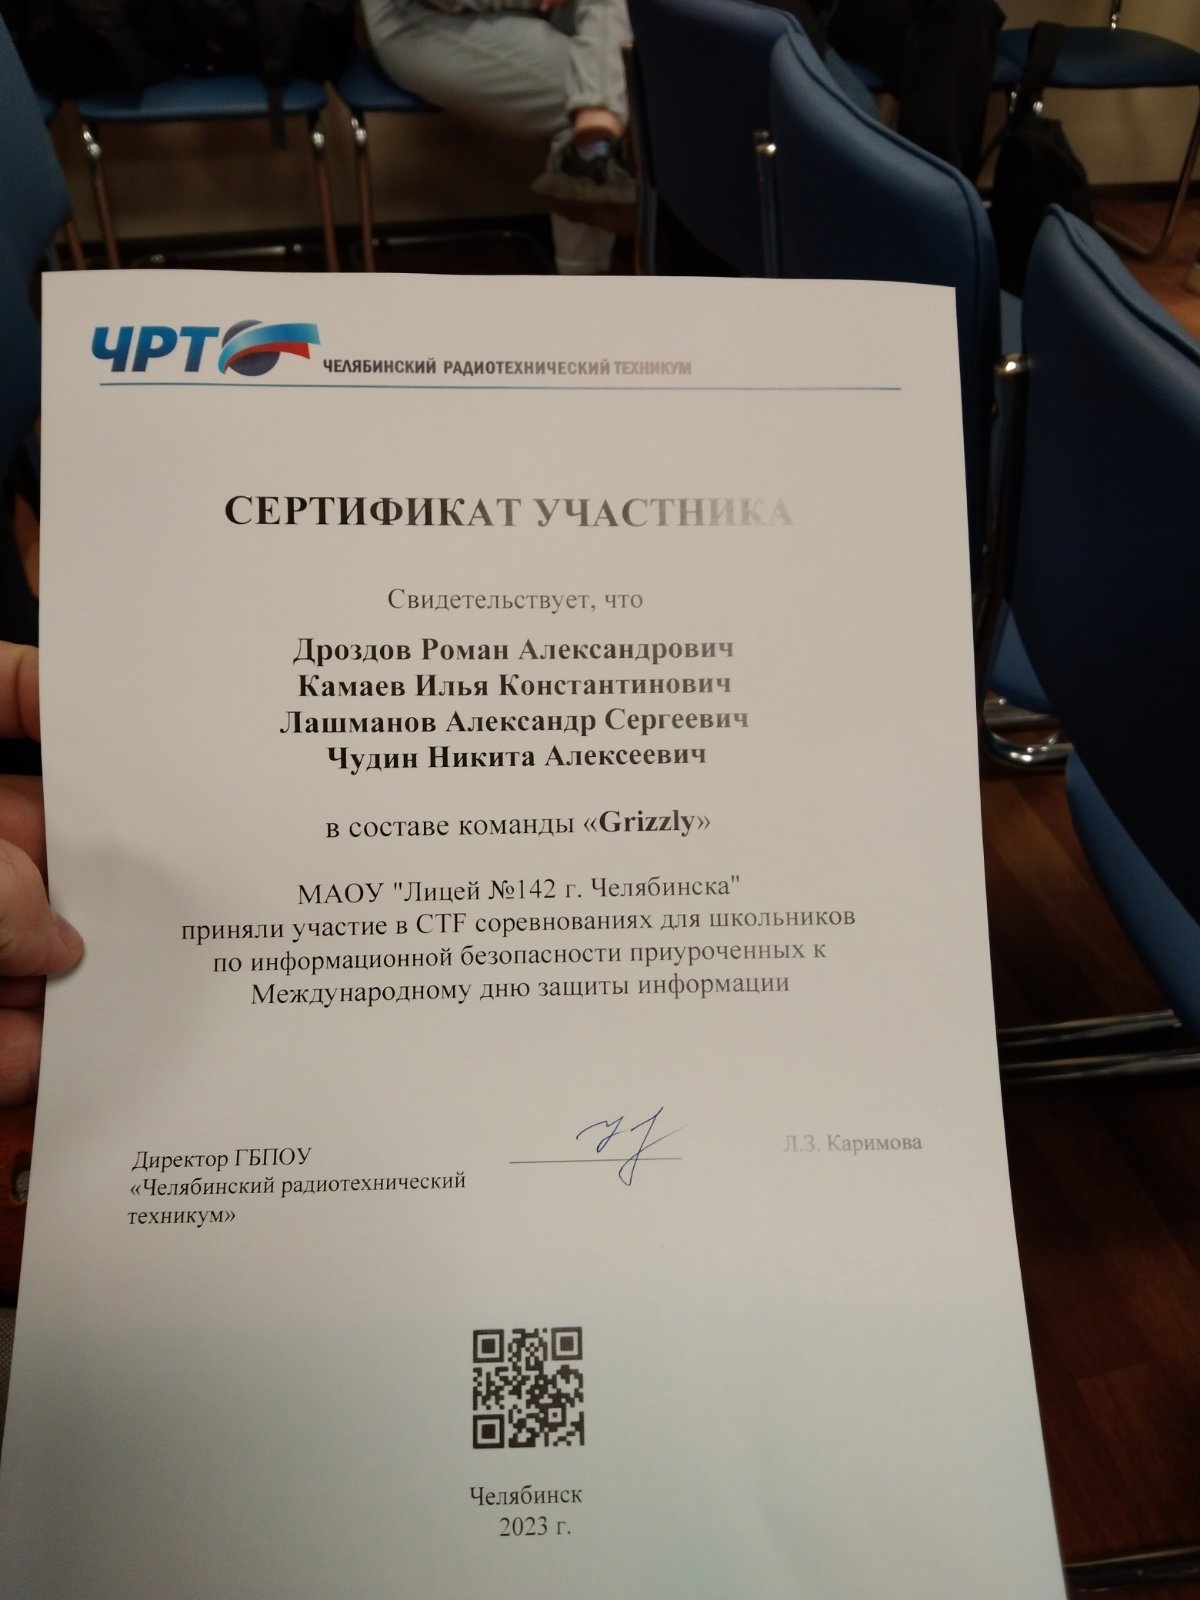 ЧРТ
ЧЕЛЯБИНСКИЙ РАДИОТЕХНИЧЕСКИЙ ТЕХНИКУМ
СЕРТИФИКАТ УЧАСТНИКА
Свидетельствует, что
Дроздов Роман Александрович
Камаев Илья Константинович
Лашманов Александр Сергеевич
Чудин Никита Алексеевич
в составе команды «Grizzly»
МАОУ "Лицей №142 г. Челябинска"
приняли участие в CTF соревнованиях для школьников
по информационной безопасности приуроченных к
Международному дню защиты информации
Директор ГБПОУ
«Челябинский радиотехнический
техникум»
Л.З. Каримова
Челябинск
2023 г.